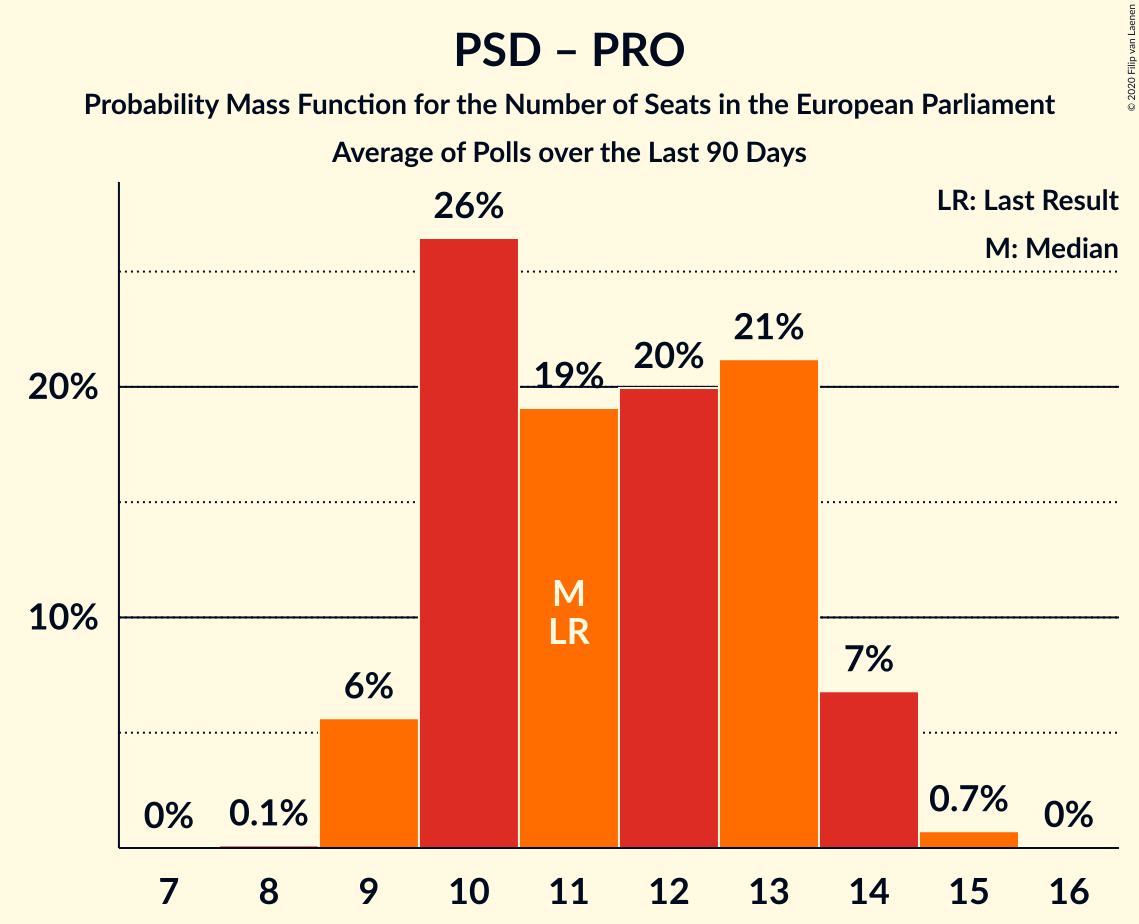 PSD – PRO
Probability Mass Function for the Number of Seats in the European Parliament
Average of Polls over the Last 90 Days
© 2020 Filip van Laenen
LR: Last Result
M: Median
26%
21%
20%
19%
20%
10%
M
LR
7%
6%
0%
0.1%
0.7%
0%
7 8 9 10 11 12 13 14 15 16